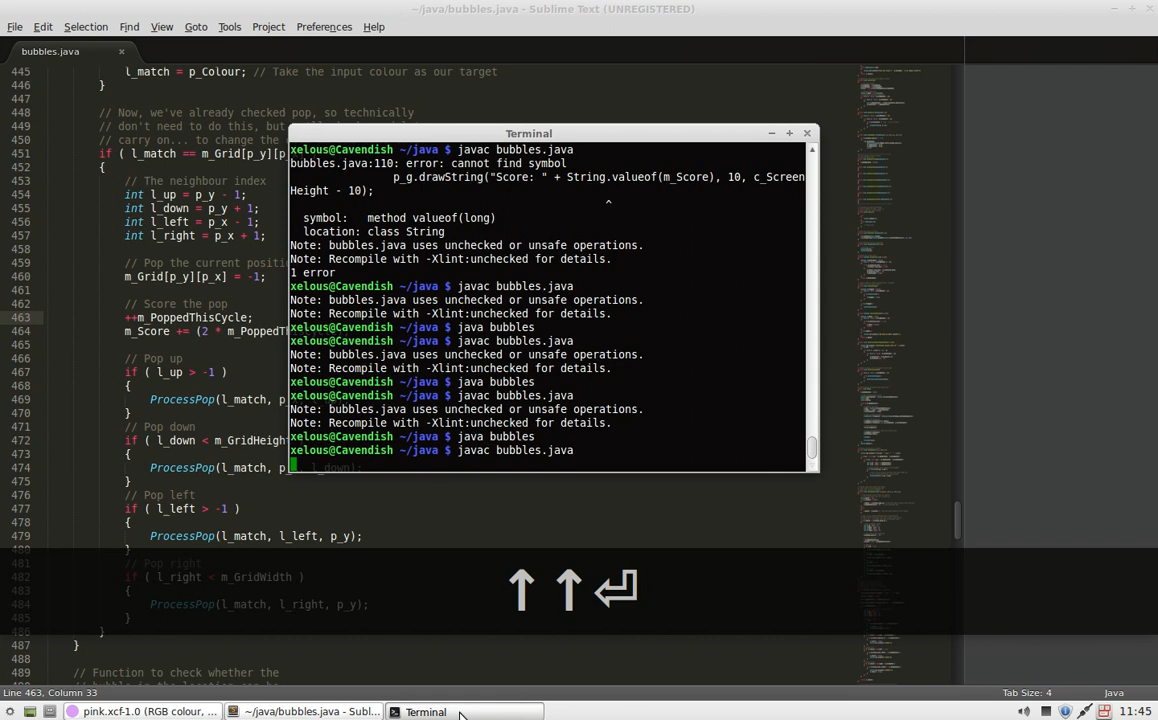 ~/java/bubbles.java - Sublime Text (UNREGISTERED)
File Edit Selection Find View Goto Tools Project Preferences Help
bubbles.java ×
445 l_match = p_Colour; // Take the input colour as our target
446 }
447
448 // Now, we've already checked pop, so technically
449 // don't need to do this, but
450 // carry on... to change the
451 if ( l_match == m_Grid[p_y][p_
452 {
453 // The neighbour index
454 int l_up = p_y - 1;
455 int l_down = p_y + 1;
456 int l_left = p_x - 1;
457 int l_right = p_x + 1;
458
459 // Pop the current positi
460 m_Grid[p_y][p_x] = -1;
461
462 // Score the pop
463 ++m_PoppedThisCycle;
464 m_Score += (2 * m_PoppedTh
465
466 // Pop up
467 if ( l_up > -1 )
468 {
469 ProcessPop(l_match, p_
470 }
471 // Pop down
472 if ( l_down < m_GridHeigh
473 {
474 ProcessPop(l_match, p_x, l_down);
475 }
476 // Pop left
477 if ( l_left > -1 )
478 {
479 ProcessPop(l_match, l_left, p_y);
480 }
481 // Pop right
482 if ( l_right < m_GridWidth )
483 {
484 ProcessPop(l_match, l_right, p_y);
485 }
486 }
487 }
488
489 // Function to check whether the
Terminal
xelous@Cavendish ~/java $ javac bubbles.java
bubbles.java:110: error: cannot find symbol
p_g.drawString("Score: " + String.valueof(m_Score), 10, c_Screen
Height - 10);
^
symbol: method valueof(long)
location: class String
Note: bubbles.java uses unchecked or unsafe operations.
Note: Recompile with -Xlint:unchecked for details.
1 error
xelous@Cavendish ~/java $ javac bubbles.java
Note: bubbles.java uses unchecked or unsafe operations.
Note: Recompile with -Xlint:unchecked for details.
xelous@Cavendish ~/java $ java bubbles
xelous@Cavendish ~/java $ javac bubbles.java
Note: bubbles.java uses unchecked or unsafe operations.
Note: Recompile with -Xlint:unchecked for details.
xelous@Cavendish ~/java $ java bubbles
xelous@Cavendish ~/java $ javac bubbles.java
Note: bubbles.java uses unchecked or unsafe operations.
Note: Recompile with -Xlint:unchecked for details.
xelous@Cavendish ~/java $ java bubbles
xelous@Cavendish ~/java $ javac bubbles.java
↑↑⏎
Line 463, Column 33 Tab Size: 4 Java
pink.xcf-1.0 (RGB colour, ... ~/java/bubbles.java - Subl... Terminal 11:45